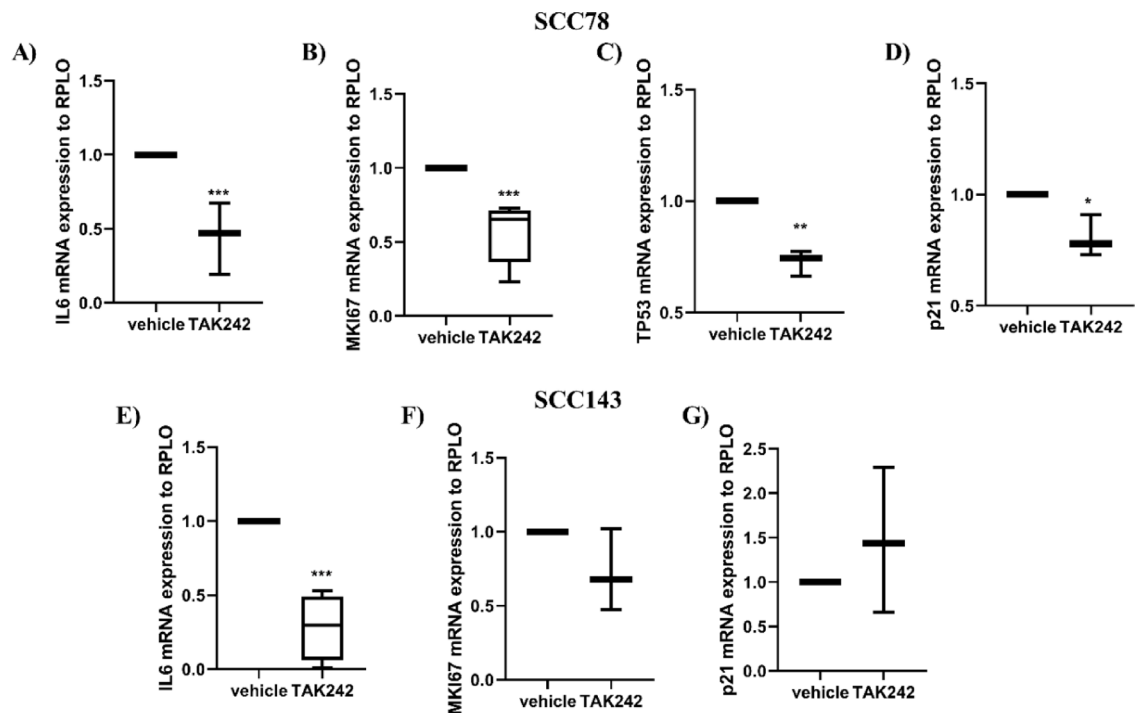 SCC78
A)
IL6 mRNA expression to RPLO
1.5
1.0
0.5
0.0
***
vehicle TAK242
B)
MKI67 mRNA expression to RPLO
1.5
1.0
0.5
0.0
***
vehicle TAK242
C)
TP53 mRNA expression to RPLO
1.5
1.0
0.5
**
vehicle TAK242
D)
p21 mRNA expression to RPLO
1.5
1.0
0.5
*
vehicle TAK242
SCC143
E)
IL6 mRNA expression to RPLO
1.5
1.0
0.5
0.0
***
vehicle TAK242
F)
MKI67 mRNA expression to RPLO
1.5
1.0
0.5
0.0
vehicle TAK242
G)
p21 mRNA expression to RPLO
2.5
2.0
1.5
1.0
0.5
0.0
vehicle TAK242